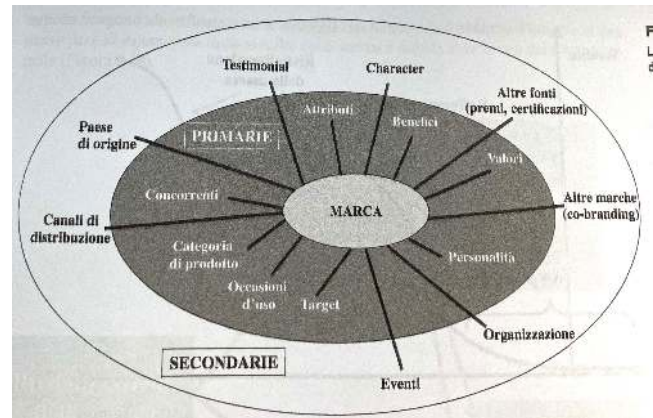 Testimonial
Character
Altre fonti
(premi, certificazioni)
Paese
di origine
PRIMARIE
Attributi
Benefici
Valori
Concorrenti
MARCA
Altre marche
(co-branding)
Canali di
distribuzione
Categoria
di prodotto
Personalità
Occasioni
d'uso
Target
Organizzazione
SECONDARIE
Eventi